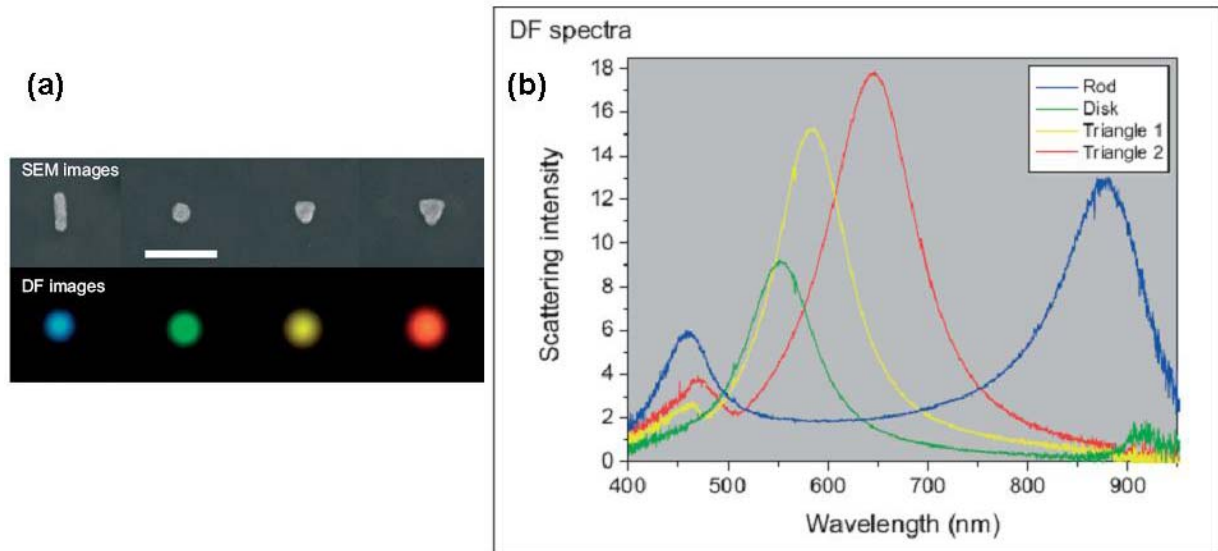 (a)
SEM images
DF images
DF spectra
(b)
Rod
Disk
Triangle 1
Triangle 2
18
16
14
12
10
8
6
4
2
0
Scattering intensity
400 500 600 700 800 900
Wavelength (nm)